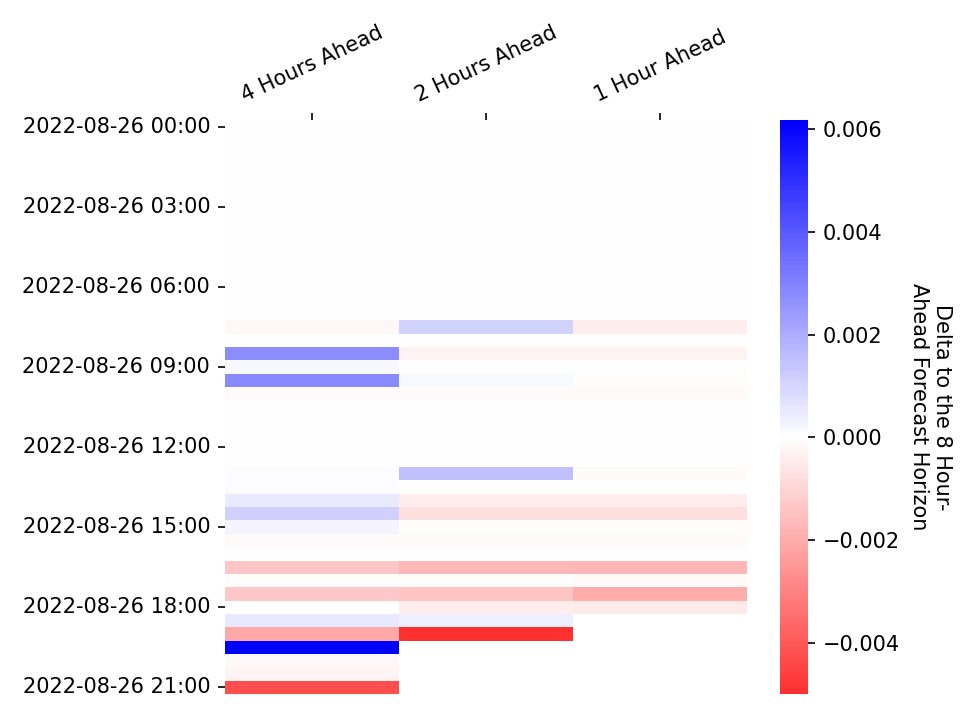 4 Hours Ahead
2 Hours Ahead
1 Hour Ahead
2022-08-26 00:00
2022-08-26 03:00
2022-08-26 06:00
2022-08-26 09:00
2022-08-26 12:00
2022-08-26 15:00
2022-08-26 18:00
2022-08-26 21:00
0.006
0.004
0.002
0.000
−0.002
−0.004
Delta to the 8 Hour-
Ahead Forecast Horizon